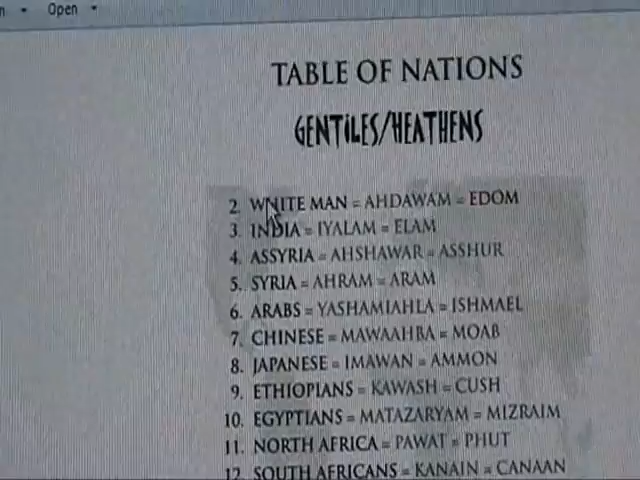 Open
TABLE OF NATIONS
GENTILES/HEATHENS
2. WHITE MAN = AHDAWAM = EDOM
3. INDIA = IYALAM = ELAM
4. ASSYRIA = AHSHAWAR = ASSHUR
5. SYRIA = AHRAM = ARAM
6. ARABS = YASHAMIAHLA = ISHMAEL
7. CHINESE = MAWAAHBA = MOAB
8. JAPANESE = IMAWAN = AMMON
9. ETHIOPIANS = KAWASH = CUSH
10. EGYPTIANS = MATAZARYAM = MIZRAIM
11. NORTH AFRICA = PAWAT = PHUT
12. SOUTH AFRICANS = KANAIN = CANAAN